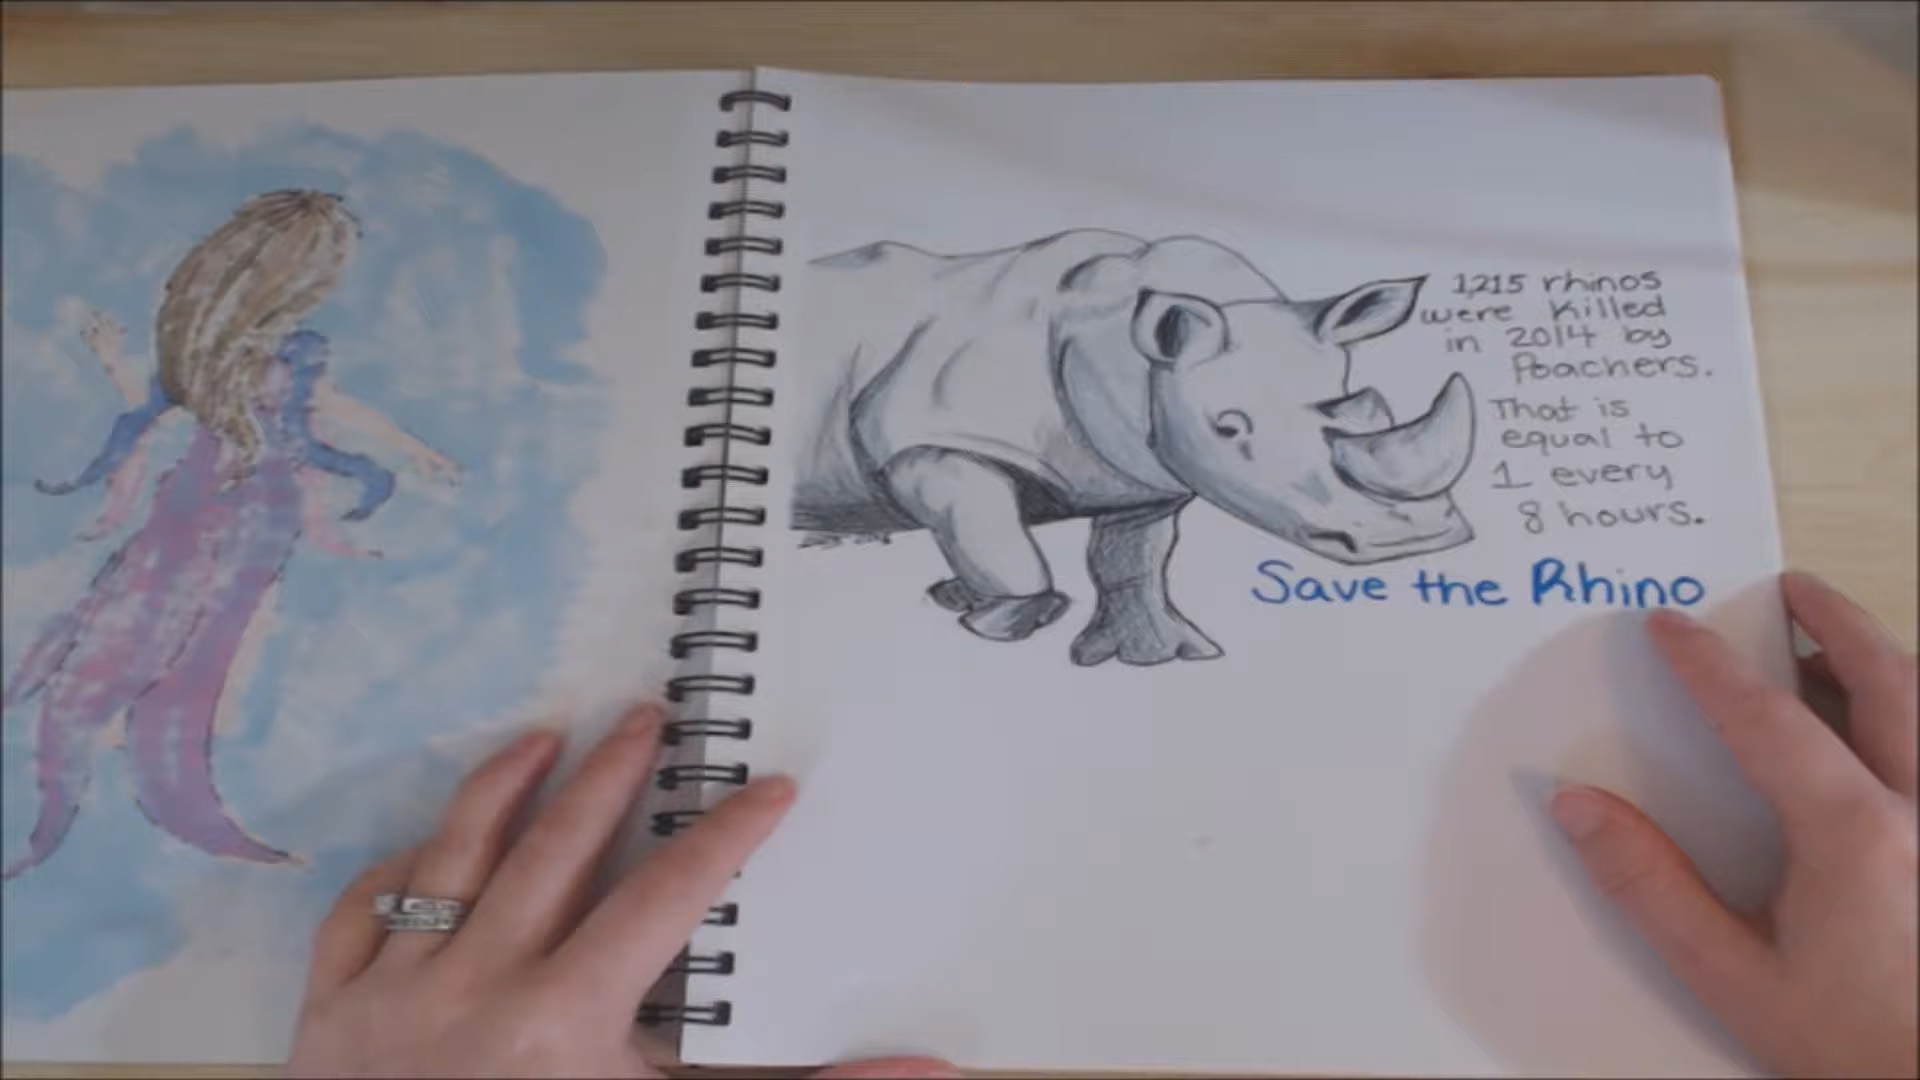 1,215 rhinos
were killed
in 2014 by
Poachers.
That is
equal to
1 every
8 hours.
Save the Rhino